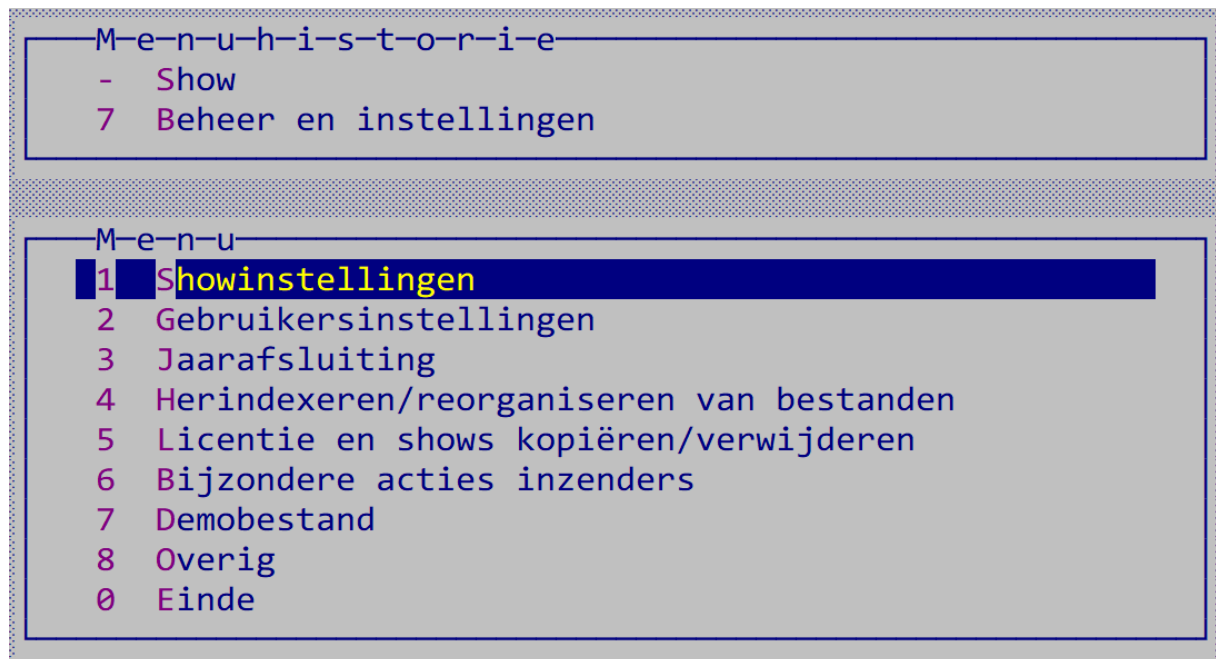 M-e-n-u-h-i-s-t-o-r-i-e
- Show
7 Beheer en instellingen
M-e-n-u
1 Showinstellingen
2 Gebruikersinstellingen
3 Jaarafsluiting
4 Herindexeren/reorganiseren van bestanden
5 Licentie en shows kopiëren/verwijderen
6 Bijzondere acties inzenders
7 Demobestand
8 Overig
0 Einde